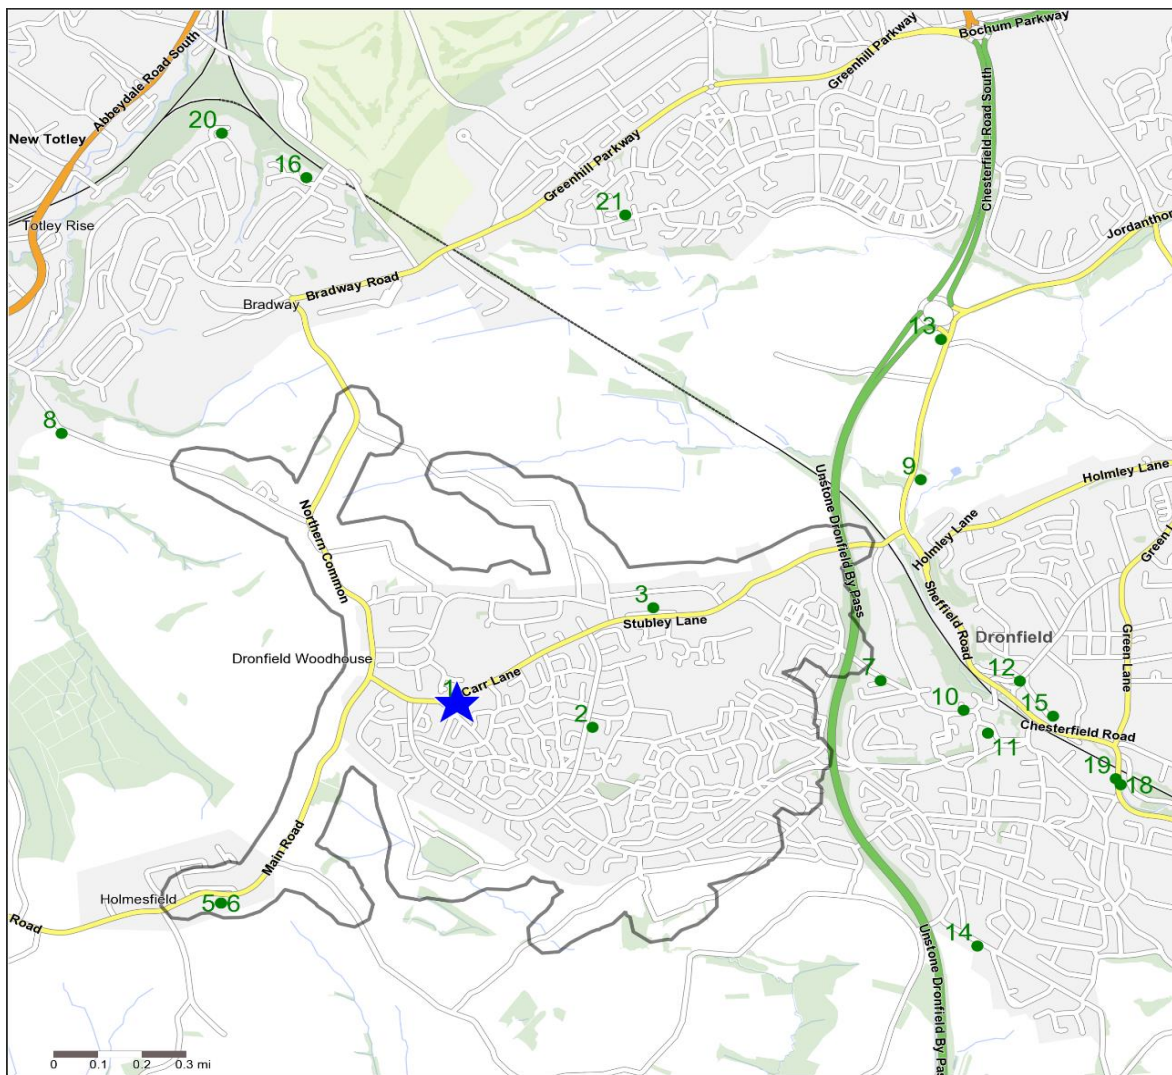 Bochum Parkway
Greenhill Parkway
Abbeydale Road South
Chesterfield Road South
20
New Totley
16
Greenhill Parkway
21
Totley Rise
Jordanthor
Bradway Road
Bradway
13
8
9
Holmley Lane
Unstone Dronfield By Pass
Northern Common
Holmley Lane
Green L
3
Stubley Lane
Sheffield Road
Dronfield
Green Lane
Dronfield Woodhouse
12
7
1
Carr Lane
10
15
2
Chesterfield Road
11
19
18
Main Road
Holmesfield
5
6
Road
14
Unstone Dronfield By Pas
0
0.1
0.2
0.3 mi